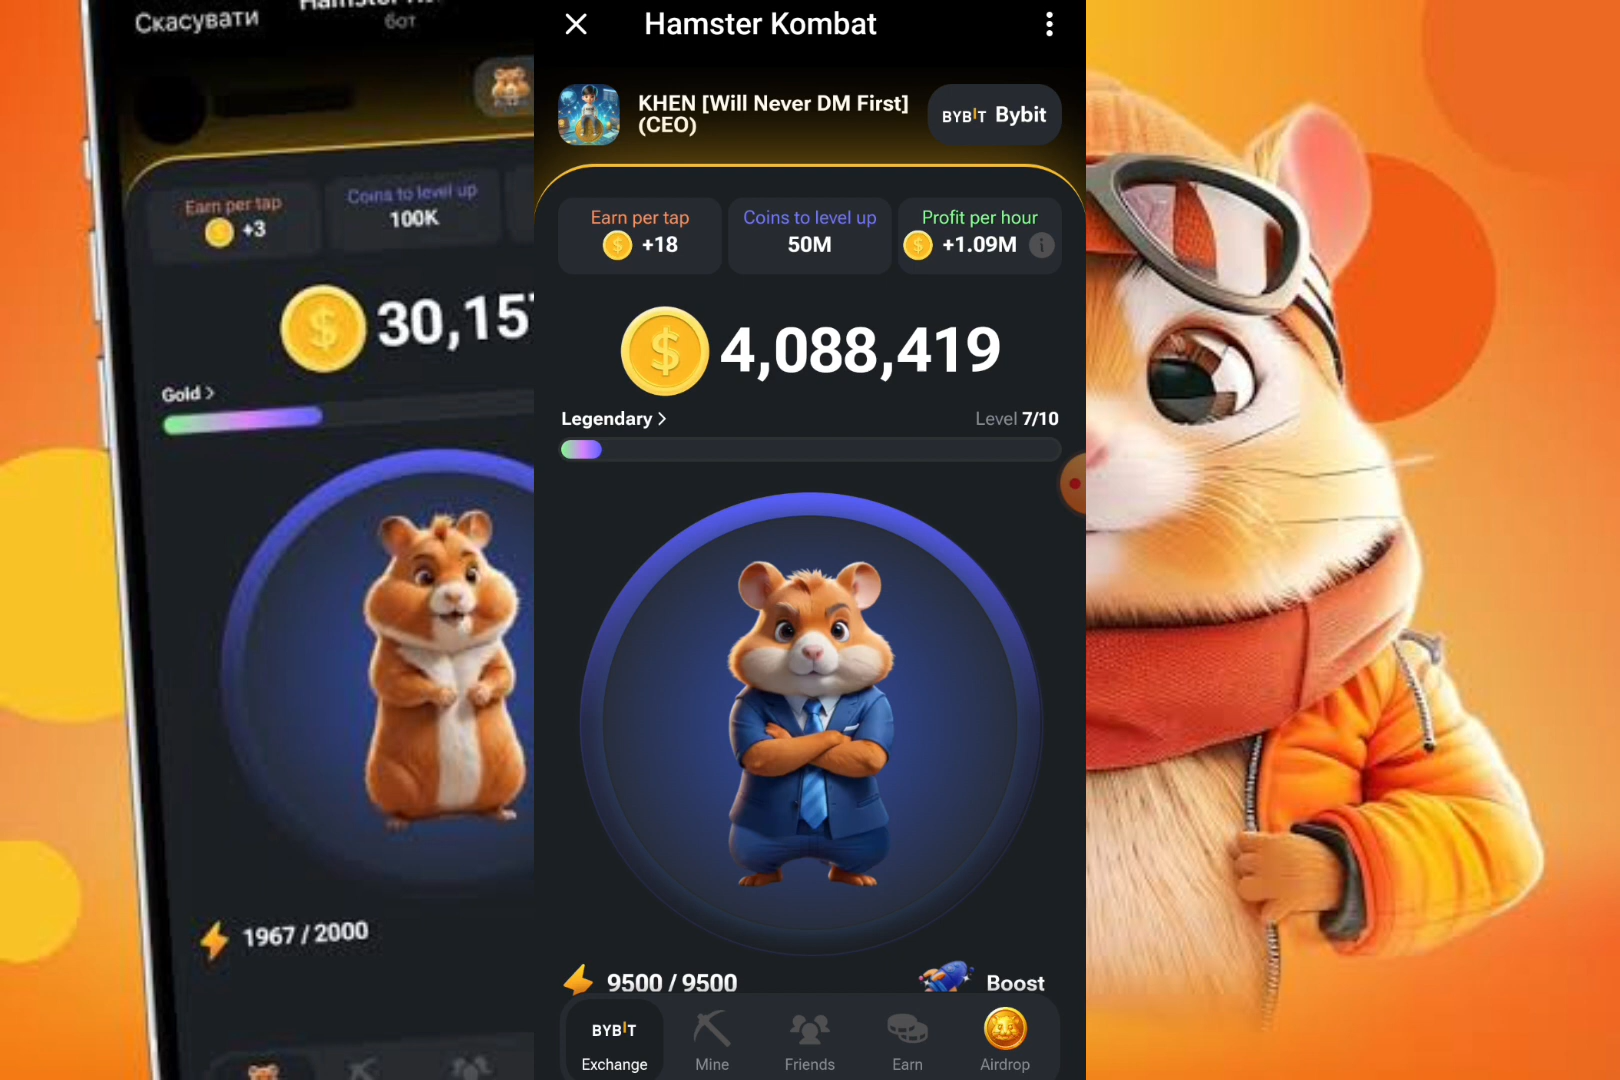 Скасувати
бот
Earn per tap
+3
Coins to level up
100K
30,15
Gold >
1967 / 2000
Hamster Kombat
KHEN [Will Never DM First]
(CEO)
BYBIT Bybit
Earn per tap
+18
Coins to level up
50M
Profit per hour
+1.09M
4,088,419
Legendary >
Level 7/10
9500 / 9500
Boost
BYBIT
Exchange
Mine
Friends
Earn
Airdrop